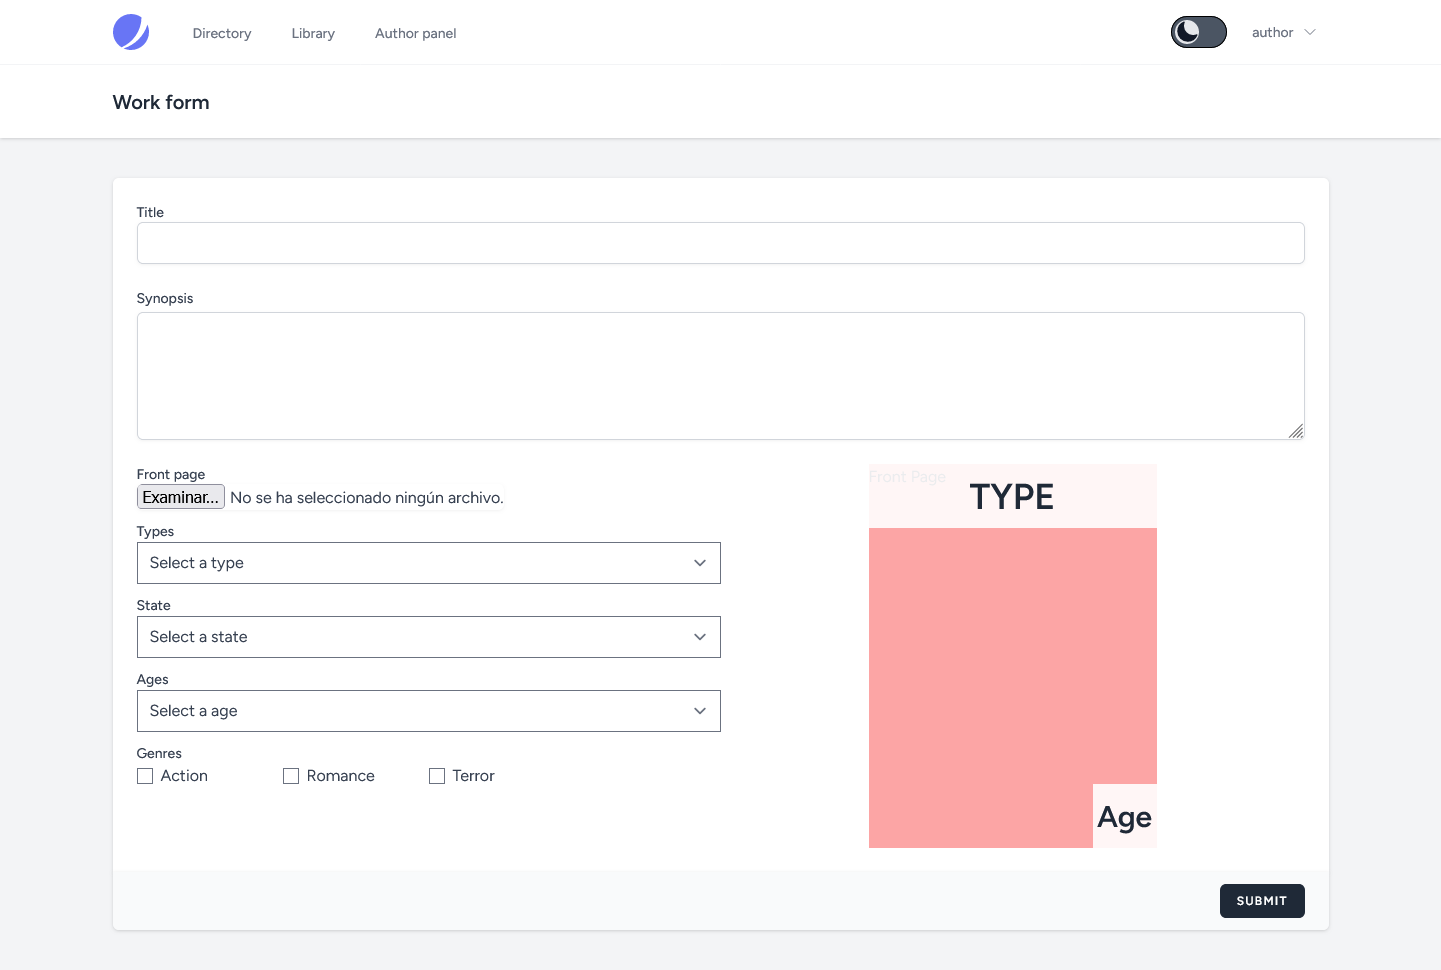 Directory Library Author panel author
Work form
Title
Synopsis
Front page
Examinar... No se ha seleccionado ningún archivo.
Types
Select a type
State
Select a state
Ages
Select a age
Genres
Action Romance Terror
Front Page
TYPE
Age
SUBMIT